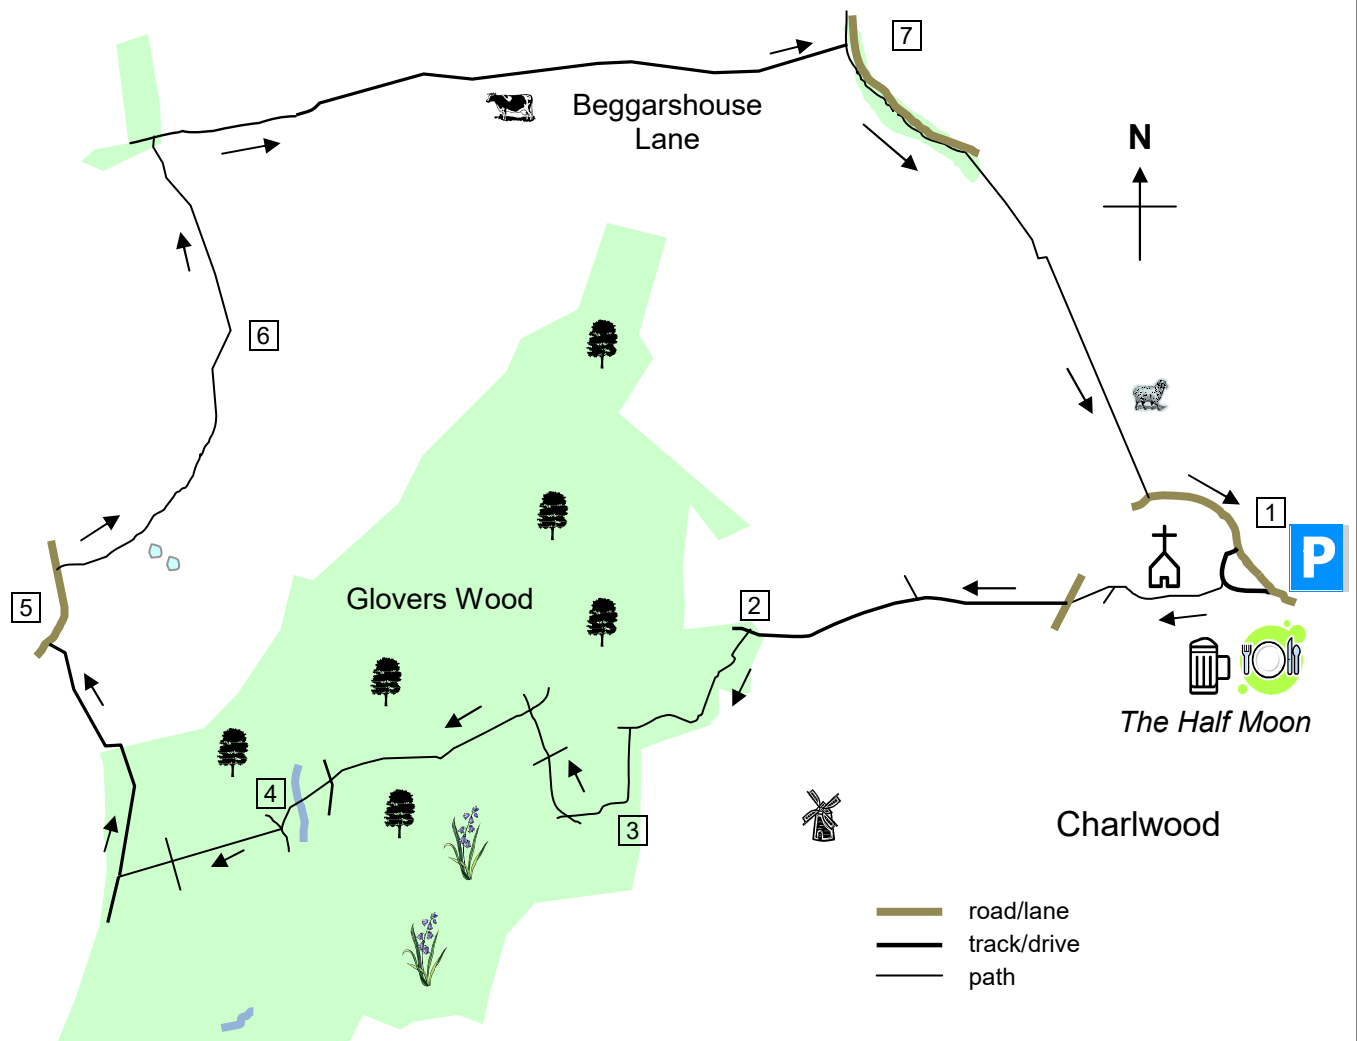 7
Beggarshouse
Lane
N
6
1
P
5
Glovers Wood
2
The Half Moon
4
3
Charlwood
road/lane
track/drive
path